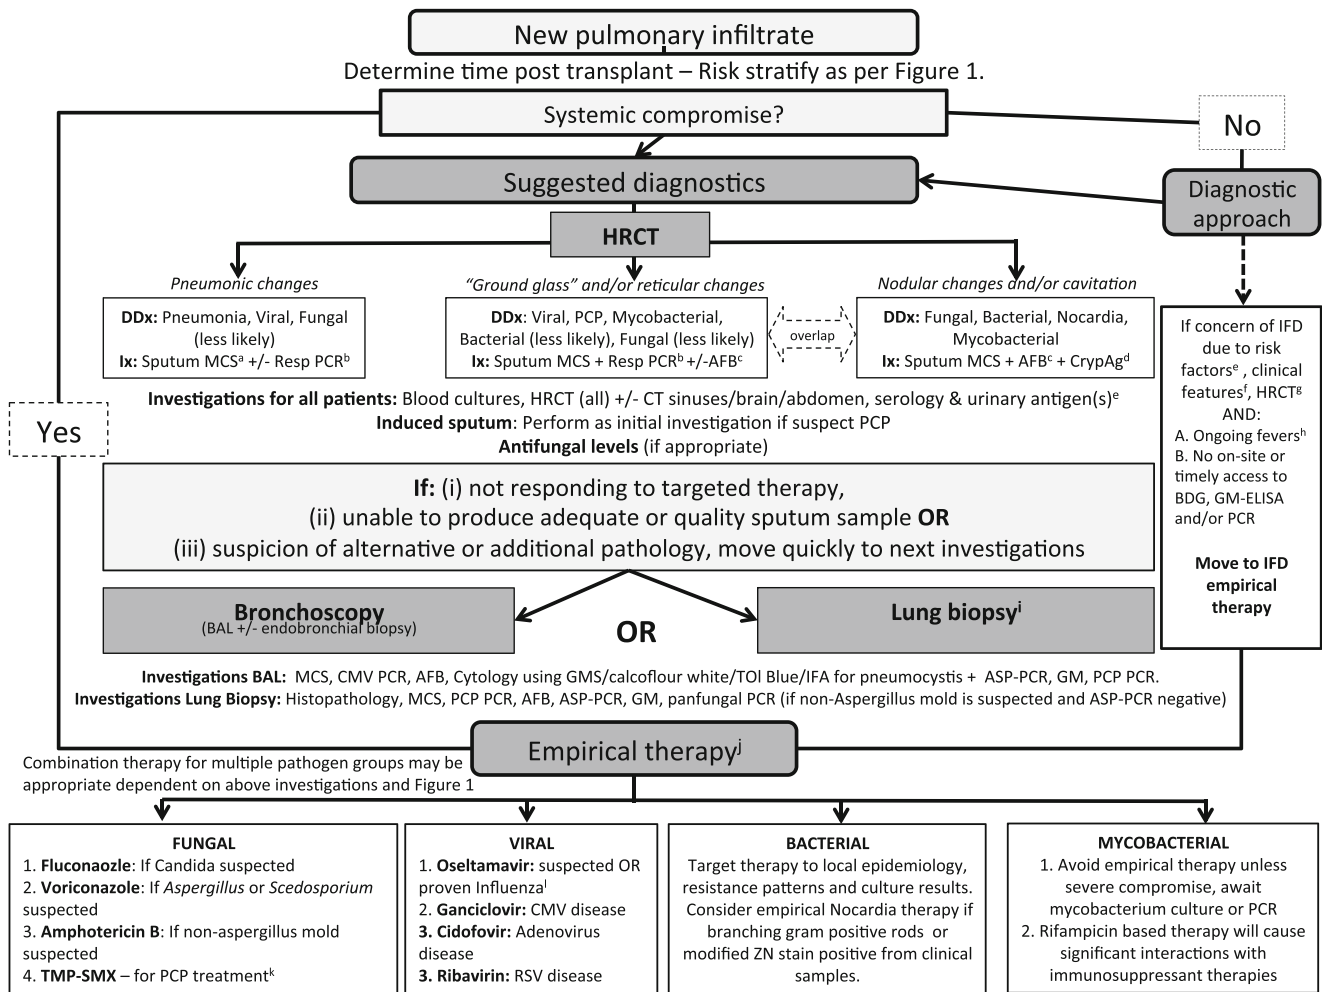 New pulmonary infiltrate
Determine time post transplant – Risk stratify as per Figure 1.
Systemic compromise?
No
Suggested diagnostics
Diagnostic
approach
HRCT
Pneumonic changes
DDx: Pneumonia, Viral, Fungal
(less likely)
Ix: Sputum MCSᵃ +/- Resp PCRᵇ
“Ground glass” and/or reticular changes
DDx: Viral, PCP, Mycobacterial,
Bacterial (less likely), Fungal (less likely)
Ix: Sputum MCS + Resp PCRᵇ +/-AFBᶜ
overlap
Nodular changes and/or cavitation
DDx: Fungal, Bacterial, Nocardia,
Mycobacterial
Ix: Sputum MCS + AFBᶜ + CrypAgᵈ
If concern of IFD
due to risk
factorsᵉ , clinical
featuresᶠ, HRCTᵍ
AND:
A. Ongoing feversʰ
B. No on-site or
timely access to
BDG, GM-ELISA
and/or PCR
Move to IFD
empirical
therapy
Yes
Investigations for all patients: Blood cultures, HRCT (all) +/- CT sinuses/brain/abdomen, serology & urinary antigen(s)ᵉ
Induced sputum: Perform as initial investigation if suspect PCP
Antifungal levels (if appropriate)
If: (i) not responding to targeted therapy,
(ii) unable to produce adequate or quality sputum sample OR
(iii) suspicion of alternative or additional pathology, move quickly to next investigations
Bronchoscopy
(BAL +/- endobronchial biopsy)
OR
Lung biopsyⁱ
Investigations BAL: MCS, CMV PCR, AFB, Cytology using GMS/calcoflour white/TOl Blue/IFA for pneumocystis + ASP-PCR, GM, PCP PCR.
Investigations Lung Biopsy: Histopathology, MCS, PCP PCR, AFB, ASP-PCR, GM, panfungal PCR (if non-Aspergillus mold is suspected and ASP-PCR negative)
Empirical therapyʲ
Combination therapy for multiple pathogen groups may be
appropriate dependent on above investigations and Figure 1
FUNGAL
1. Fluconaozle: If Candida suspected
2. Voriconazole: If Aspergillus or Scedosporium
suspected
3. Amphotericin B: If non-aspergillus mold
suspected
4. TMP-SMX – for PCP treatmentᵏ
VIRAL
1. Oseltamavir: suspected OR
proven Influenzaˡ
2. Ganciclovir: CMV disease
3. Cidofovir: Adenovirus
disease
3. Ribavirin: RSV disease
BACTERIAL
Target therapy to local epidemiology,
resistance patterns and culture results.
Consider empirical Nocardia therapy if
branching gram positive rods or
modified ZN stain positive from clinical
samples.
MYCOBACTERIAL
1. Avoid empirical therapy unless
severe compromise, await
mycobacterium culture or PCR
2. Rifampicin based therapy will cause
significant interactions with
immunosuppressant therapies